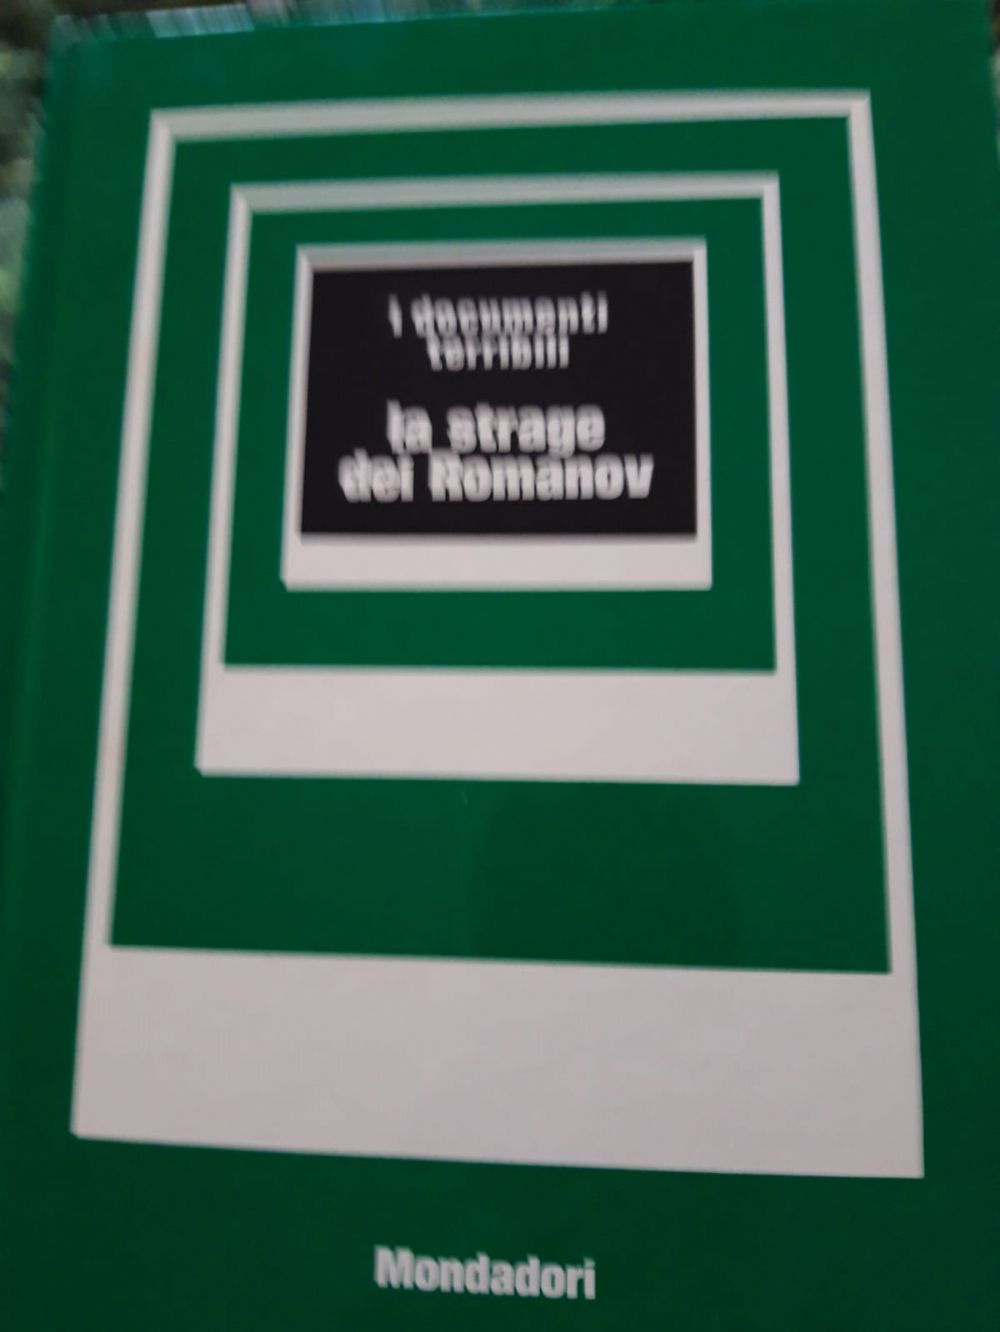 i documenti
terribili
la strage
dei Romanov
Mondadori